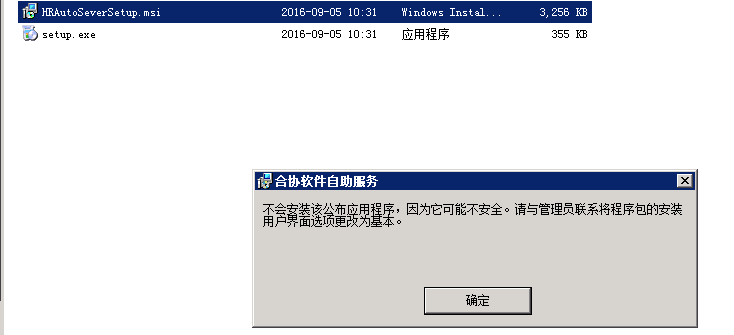 HRAutoSeverSetup.msi 2016-09-05 10:31 Windows Instal... 3,256 KB
setup.exe 2016-09-05 10:31 应用程序 355 KB
合协软件自助服务
不会安装该公布应用程序，因为它可能不安全。请与管理员联系将程序包的安装
用户界面选项更改为基本。
确定